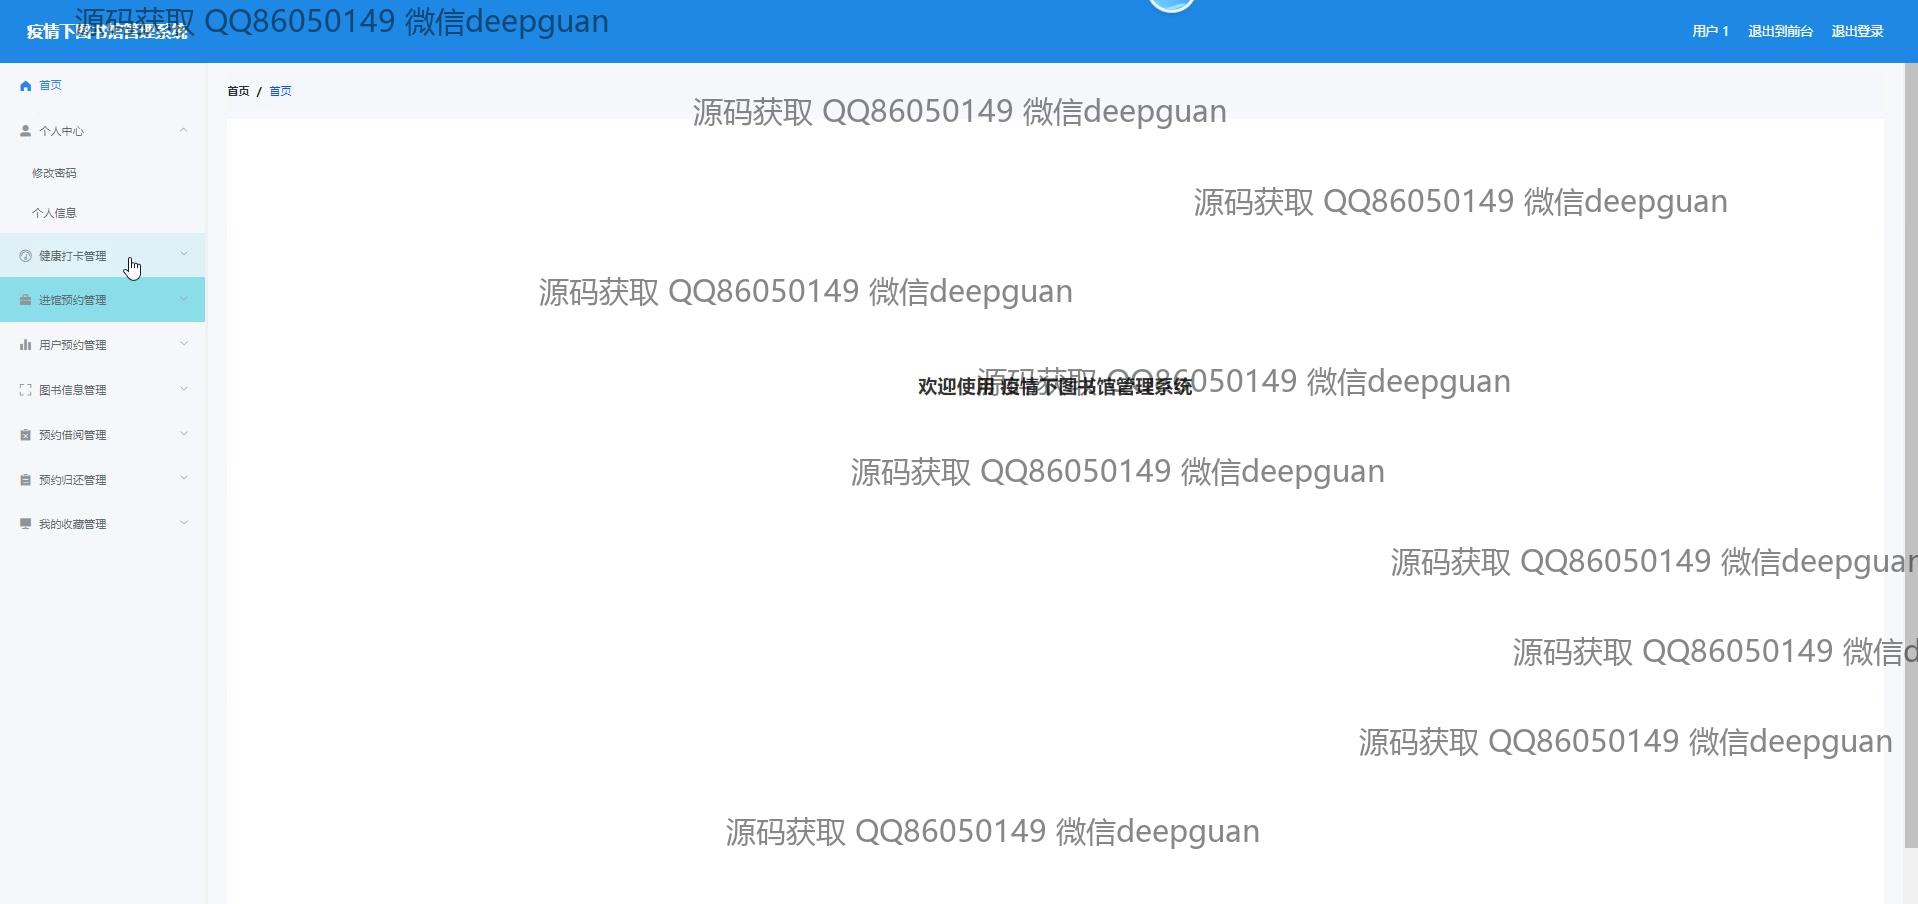 源码获取 QQ86050149 微信deepguan
疫情下图书馆管理系统
用户 1 退出到前台 退出登录
首页
首页 / 首页
源码获取 QQ86050149 微信deepguan
个人中心
修改密码
源码获取 QQ86050149 微信deepguan
个人信息
健康打卡管理
源码获取 QQ86050149 微信deepguan
进馆预约管理
用户预约管理
源码获取 QQ86050149 微信deepguan
欢迎使用 疫情下图书馆管理系统
图书信息管理
预约借阅管理
源码获取 QQ86050149 微信deepguan
预约归还管理
我的收藏管理
源码获取 QQ86050149 微信deepguan
源码获取 QQ86050149 微信d
源码获取 QQ86050149 微信deepguan
源码获取 QQ86050149 微信deepguan